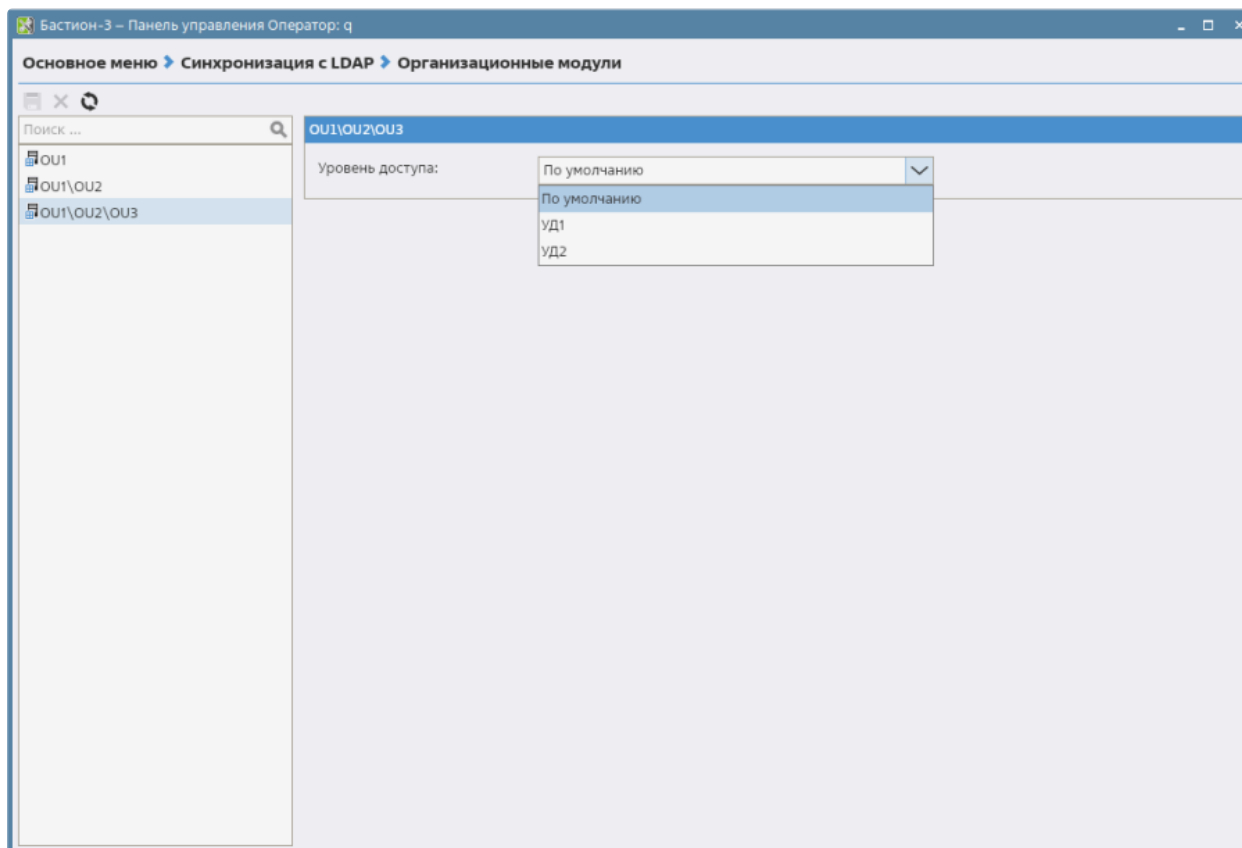 Бастион-3 – Панель управления Оператор: q
Основное меню Синхронизация с LDAP Организационные модули
Поиск ...
OU1
OU1\OU2
OU1\OU2\OU3
OU1\OU2\OU3
Уровень доступа:
По умолчанию
По умолчанию
УД1
УД2